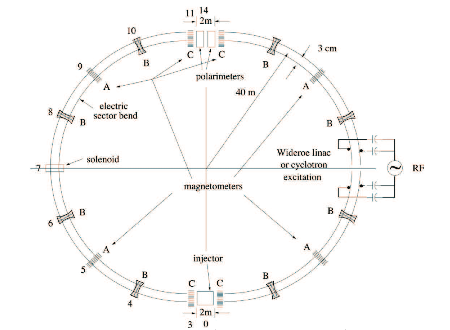 11 14
2m
10
3 cm
B C C B
9
polarimeters
A A
40 m
electric
sector bend
8 B B
Wideroe linac
or cyclotron
excitation
solenoid
7 RF
magnetometers
B B
6
A A
injector
5
B C C B
4
2m
3 0